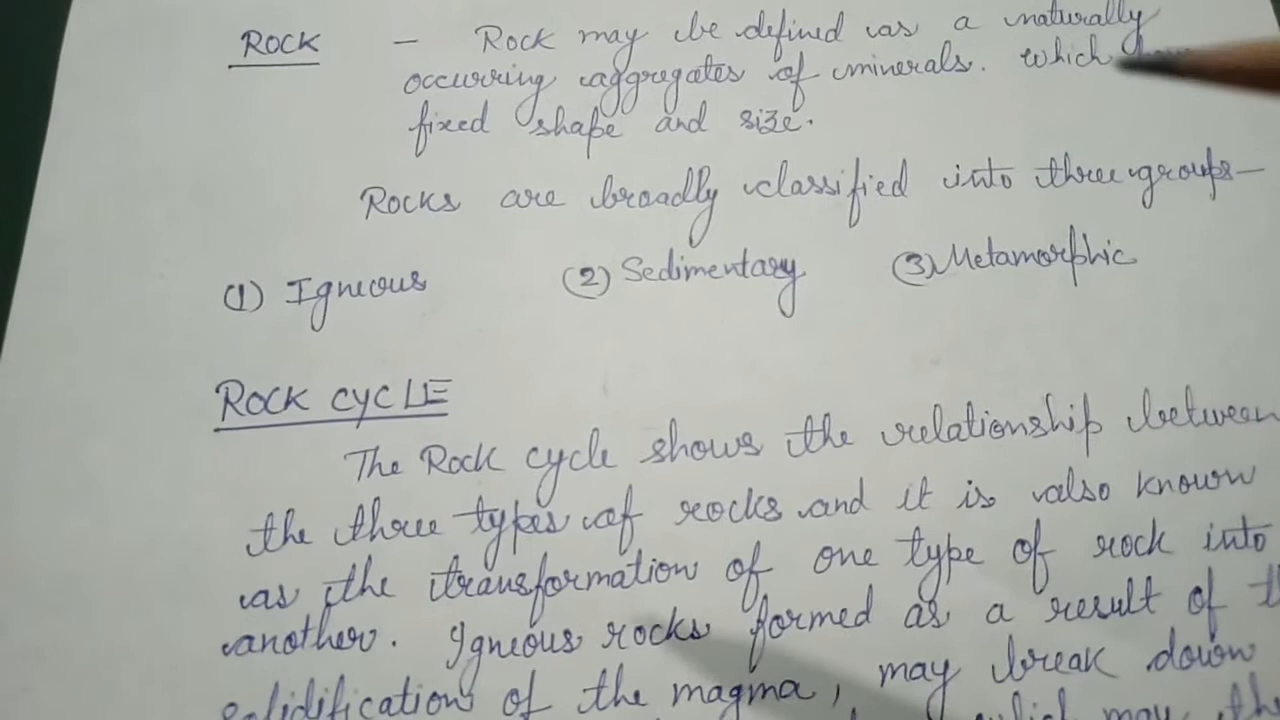 ROCK - Rock may be defined as a naturally
occurring aggregates of minerals. which
fixed shape and size.
Rocks are broadly classified into three groups-
(1) Igneous (2) Sedimentary (3) Metamorphic
ROCK CYCLE
The Rock cycle shows the relationship between
the three types of rocks and it is also known
as the transformation of one type of rock into
another. Igneous rocks formed as a result of
solidification of the magma, may break down
may